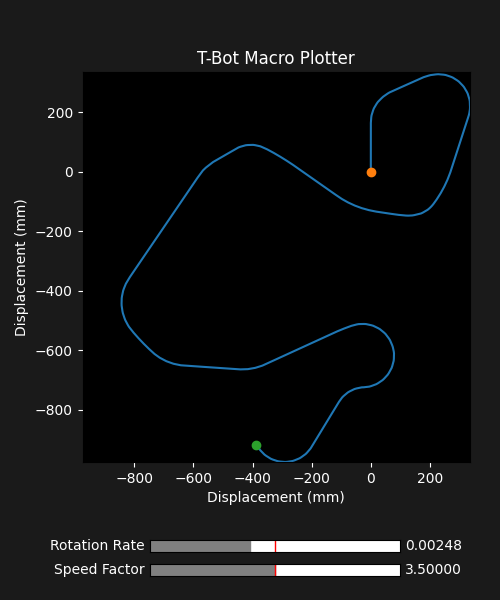 T-Bot Macro Plotter
200
0
−200
−400
−600
−800
Displacement (mm)
−800 −600 −400 −200 0 200
Displacement (mm)
Rotation Rate 0.00248
Speed Factor 3.50000